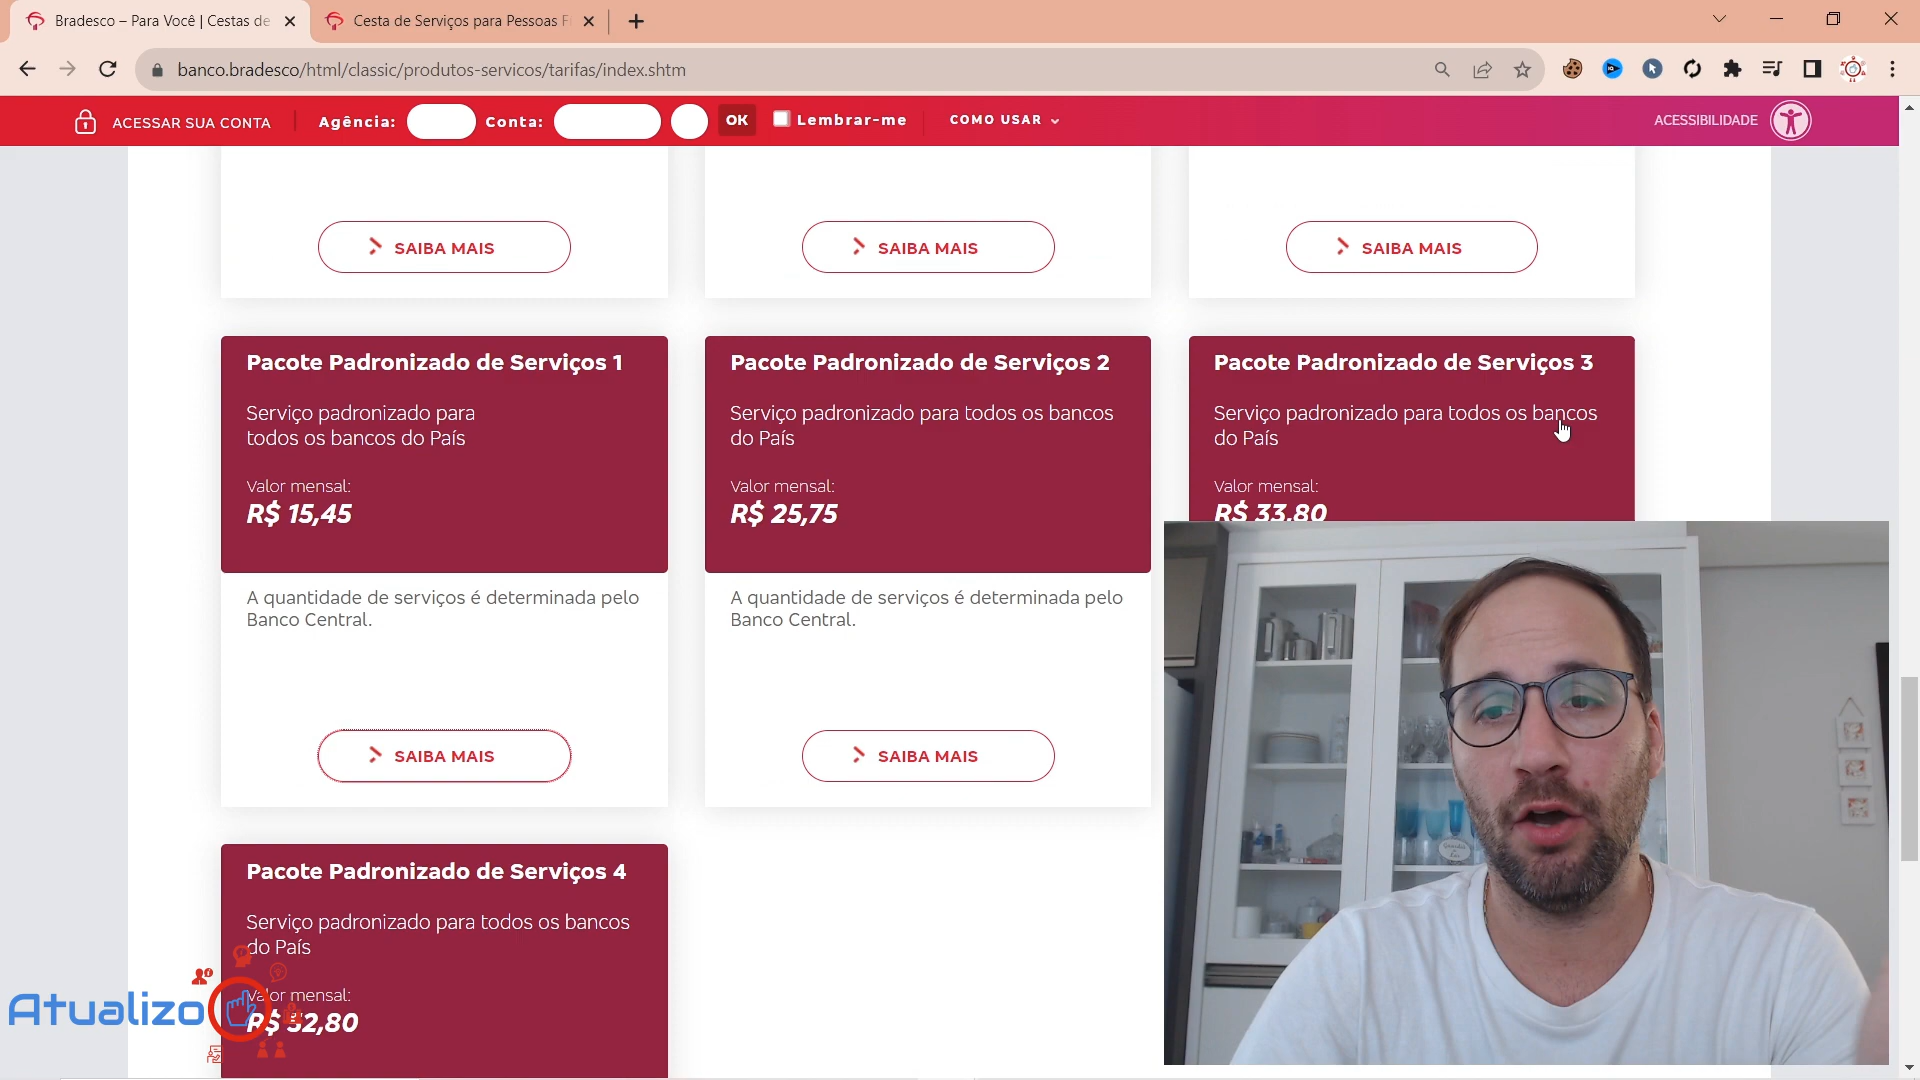 Bradesco – Para Você | Cestas de
Cesta de Serviços para Pessoas F
banco.bradesco/html/classic/produtos-servicos/tarifas/index.shtm
ACESSAR SUA CONTA
Agência:
Conta:
OK
Lembrar-me
COMO USAR
ACESSIBILIDADE
SAIBA MAIS
SAIBA MAIS
SAIBA MAIS
Pacote Padronizado de Serviços 1
Serviço padronizado para
todos os bancos do País
Valor mensal:
R$ 15,45
A quantidade de serviços é determinada pelo
Banco Central.
SAIBA MAIS
Pacote Padronizado de Serviços 2
Serviço padronizado para todos os bancos
do País
Valor mensal:
R$ 25,75
A quantidade de serviços é determinada pelo
Banco Central.
SAIBA MAIS
Pacote Padronizado de Serviços 3
Serviço padronizado para todos os bancos
do País
Valor mensal:
R$ 33,80
Pacote Padronizado de Serviços 4
Serviço padronizado para todos os bancos
do País
Valor mensal:
R$ 52,80
Atualizo